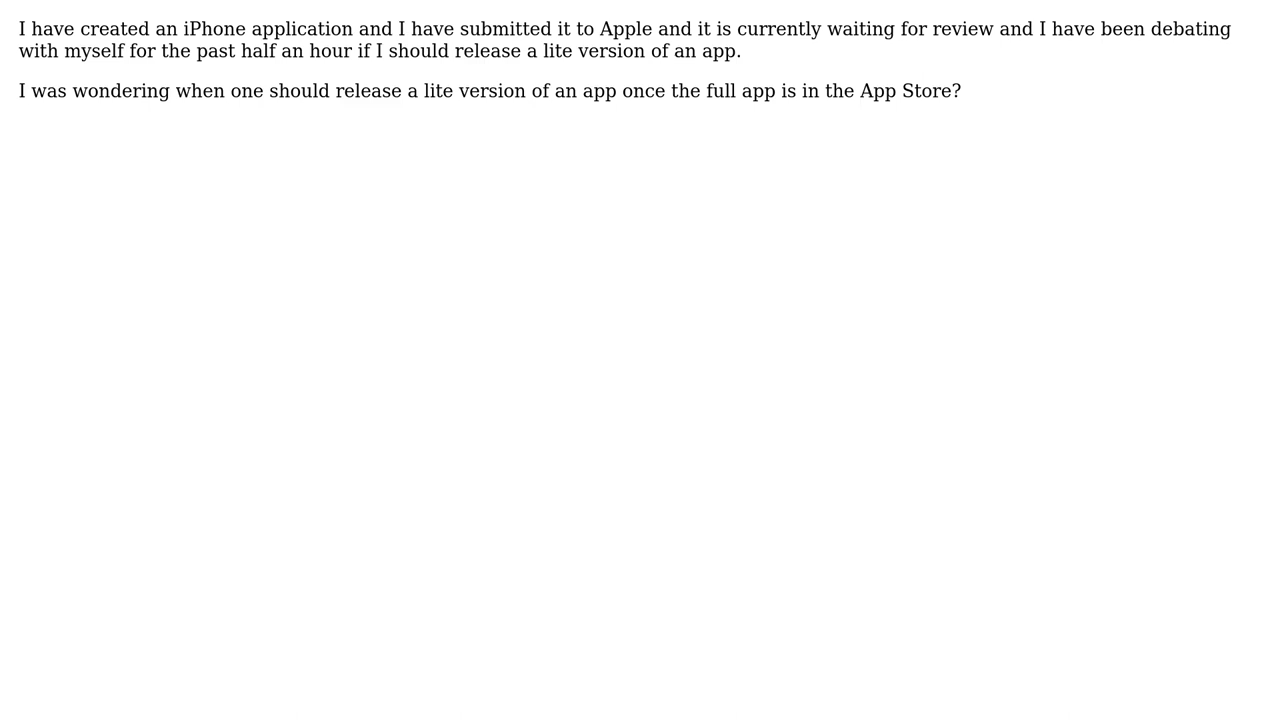 I have created an iPhone application and I have submitted it to Apple and it is currently waiting for review and I have been debating
with myself for the past half an hour if I should release a lite version of an app.
I was wondering when one should release a lite version of an app once the full app is in the App Store?